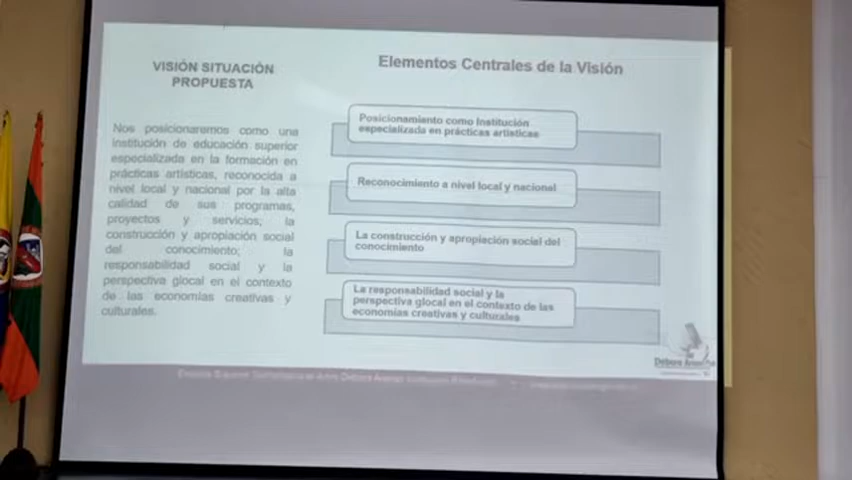 VISIÓN SITUACIÓN
PROPUESTA
Nos posicionaremos como una
institución de educación superior
especializada en la formación en
prácticas artísticas, reconocida a
nivel local y nacional por la alta
calidad de sus programas,
proyectos y servicios; la
construcción y apropiación social
del conocimiento; la
responsabilidad social y la
perspectiva glocal en el contexto
de las economías creativas y
culturales.
Elementos Centrales de la Visión
Posicionamiento como Institución
especializada en prácticas artísticas
Reconocimiento a nivel local y nacional
La construcción y apropiación social del
conocimiento
La responsabilidad social y la
perspectiva glocal en el contexto de las
economías creativas y culturales
Débora Arango